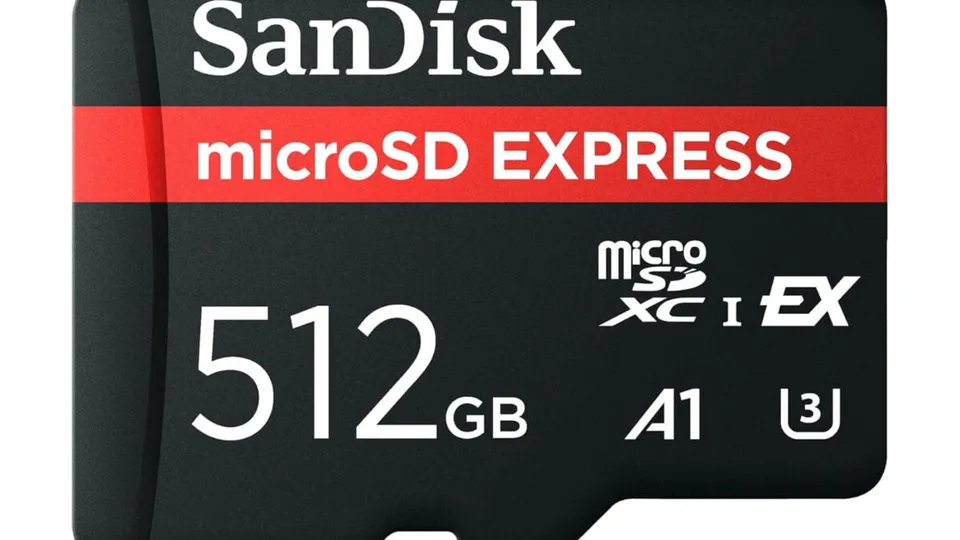 SanDisk
microSD EXPRESS
micro
SD
XC I EX
512GB
A1 3